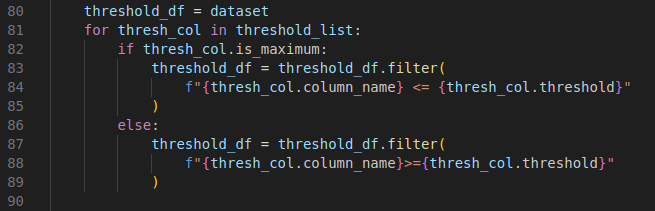 80 threshold_df = dataset
81 for thresh_col in threshold_list:
82 if thresh_col.is_maximum:
83 threshold_df = threshold_df.filter(
84 f"{thresh_col.column_name} <= {thresh_col.threshold}"
85 )
86 else:
87 threshold_df = threshold_df.filter(
88 f"{thresh_col.column_name}>={thresh_col.threshold}"
89 )
90